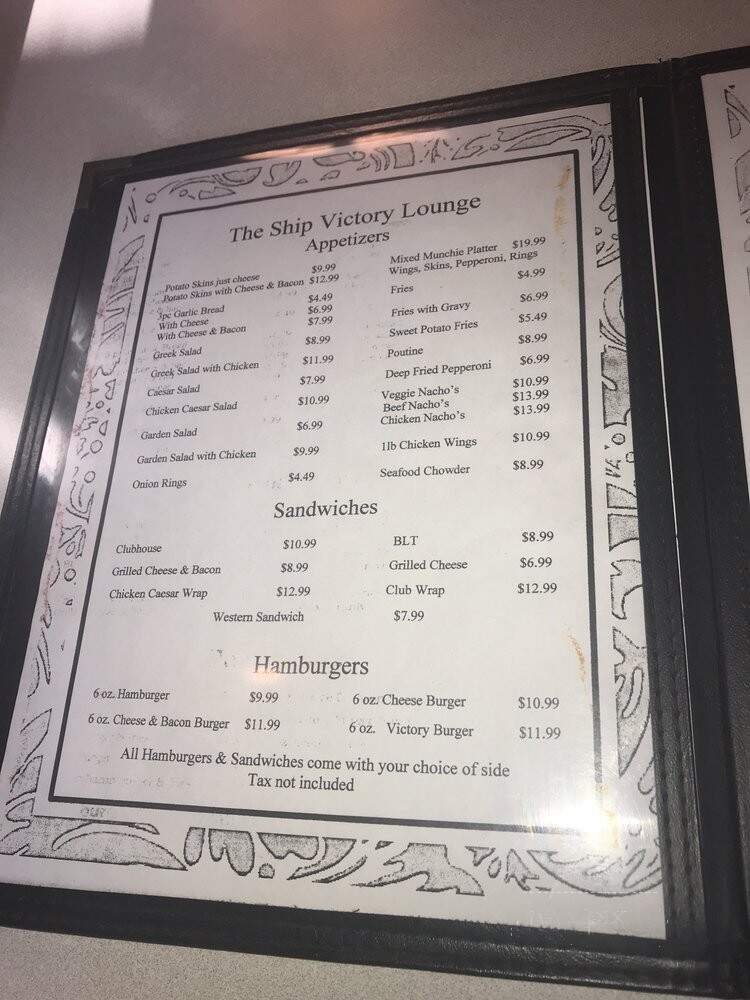 The Ship Victory Lounge
Appetizers
Potato Skins just cheese $9.99
Potato Skins with Cheese & Bacon $12.99
3pc Garlic Bread $4.49
With Cheese $6.99
With Cheese & Bacon $7.99
Greek Salad $8.99
Greek Salad with Chicken $11.99
Caesar Salad $7.99
Chicken Caesar Salad $10.99
Garden Salad $6.99
Garden Salad with Chicken $9.99
Onion Rings $4.49
Mixed Munchie Platter $19.99
Wings, Skins, Pepperoni, Rings
Fries $4.99
Fries with Gravy $6.99
Sweet Potato Fries $5.49
Poutine $8.99
Deep Fried Pepperoni $6.99
Veggie Nacho's $10.99
Beef Nacho's $13.99
Chicken Nacho's $13.99
1lb Chicken Wings $10.99
Seafood Chowder $8.99
Sandwiches
Clubhouse $10.99 BLT $8.99
Grilled Cheese & Bacon $8.99 Grilled Cheese $6.99
Chicken Caesar Wrap $12.99 Club Wrap $12.99
Western Sandwich $7.99
Hamburgers
6 oz. Hamburger $9.99 6 oz. Cheese Burger $10.99
6 oz. Cheese & Bacon Burger $11.99 6 oz. Victory Burger $11.99
All Hamburgers & Sandwiches come with your choice of side
Tax not included